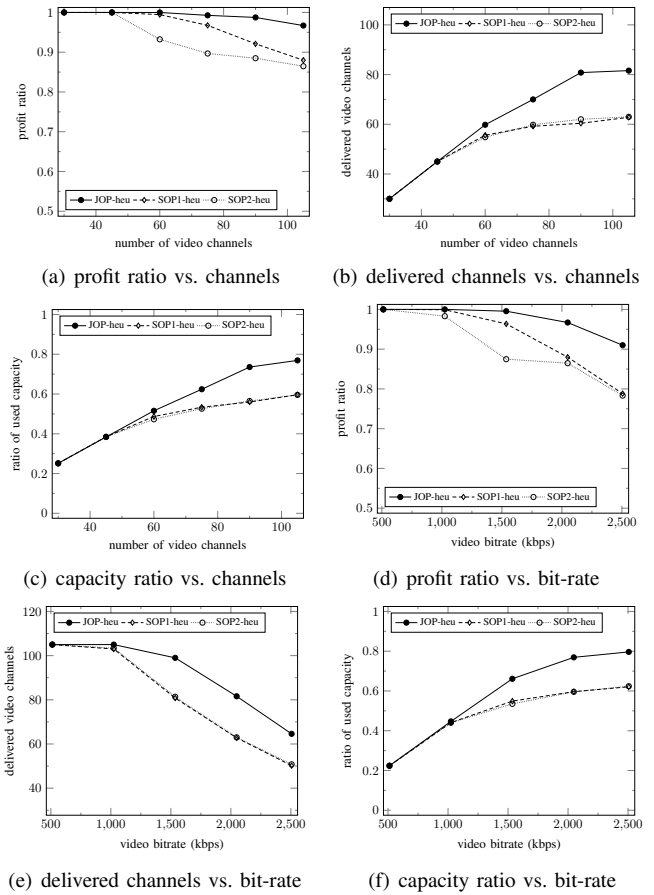 1
0.9
0.8
0.7
0.6
0.5
profit ratio
JOP-heu SOP1-heu SOP2-heu
40 60 80 100
number of video channels
(a) profit ratio vs. channels
100
80
60
40
delivered video channels
JOP-heu SOP1-heu SOP2-heu
40 60 80 100
number of video channels
(b) delivered channels vs. channels
1
0.8
0.6
0.4
0.2
0
ratio of used capacity
JOP-heu SOP1-heu SOP2-heu
40 60 80 100
number of video channels
(c) capacity ratio vs. channels
1
0.9
0.8
0.7
0.6
0.5
profit ratio
JOP-heu SOP1-heu SOP2-heu
500 1,000 1,500 2,000 2,500
video bitrate (kbps)
(d) profit ratio vs. bit-rate
120
100
80
60
40
delivered video channels
JOP-heu SOP1-heu SOP2-heu
500 1,000 1,500 2,000 2,500
video bitrate (kbps)
(e) delivered channels vs. bit-rate
1
0.8
0.6
0.4
0.2
0
ratio of used capacity
JOP-heu SOP1-heu SOP2-heu
500 1,000 1,500 2,000 2,500
video bitrate (kbps)
(f) capacity ratio vs. bit-rate